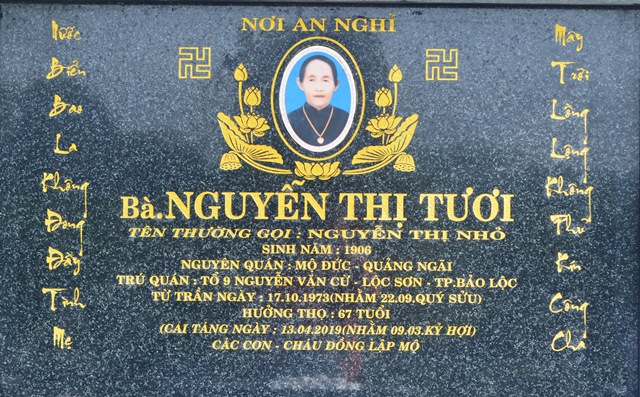 NƠI AN NGHỈ
Nước
Biển
Bao
La
Không
Đong
Đầy
Tình
Mẹ
Mây
Trời
Lồng
Lộng
Không
Phủ
Kín
Công
Cha
Bà.NGUYỄN THỊ TƯƠI
TÊN THƯỜNG GỌI : NGUYỄN THỊ NHỎ
SINH NĂM : 1906
NGUYÊN QUÁN : MỘ ĐỨC - QUẢNG NGÃI
TRÚ QUÁN : TỔ 9 NGUYỄN VĂN CỪ - LỘC SƠN - TP.BẢO LỘC
TỪ TRẦN NGÀY : 17.10.1973(NHẰM 22.09.QUÝ SỬU)
HƯỞNG THỌ : 67 TUỔI
(CẢI TÁNG NGÀY : 13.04.2019(NHẰM 09.03.KỶ HỢI)
CÁC CON - CHÁU ĐỒNG LẬP MỘ